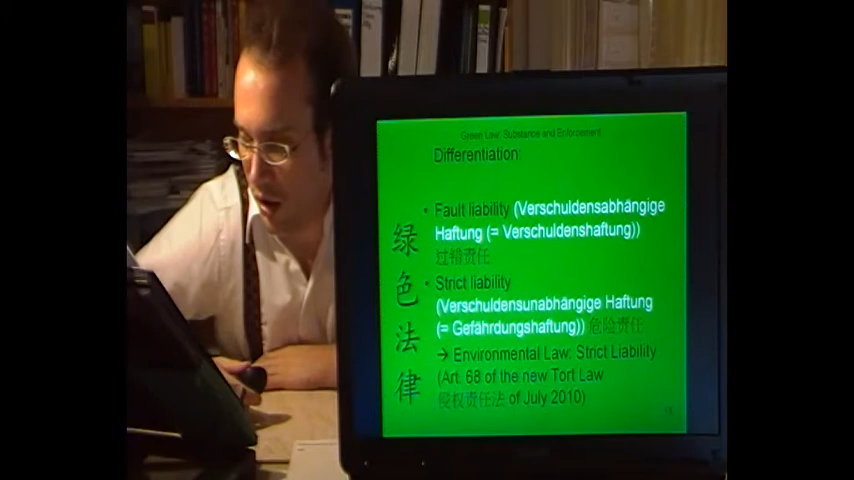 Green Law: Substance and Enforcement
Differentiation:
• Fault liability (Verschuldensabhängige
Haftung (= Verschuldenshaftung))
过错责任
• Strict liability
(Verschuldensunabhängige Haftung
(= Gefährdungshaftung)) 危险责任
→ Environmental Law: Strict Liability
(Art. 68 of the new Tort Law
侵权责任法 of July 2010)
绿
色
法
律